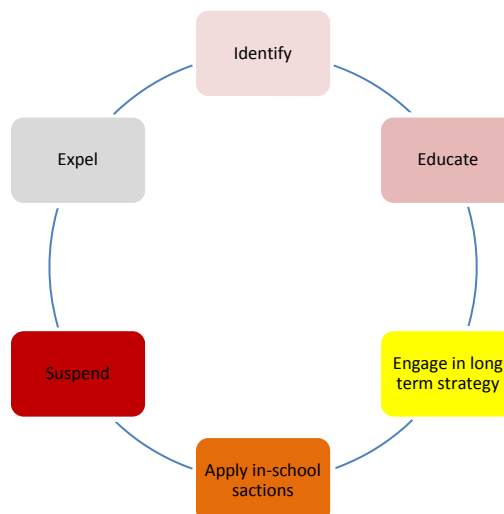 Identify
Educate
Engage in long
term strategy
Apply in-school
sactions
Suspend
Expel